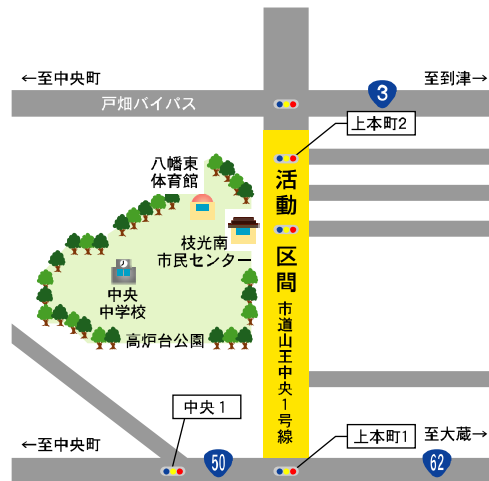 ←至中央町
至到津→
戸畑バイパス
3
上本町2
八幡東
体育館
活動
区間
市道山王中央1号線
枝光南
市民センター
中央
中学校
高炉台公園
中央1
上本町1
←至中央町
至大蔵→
50
62